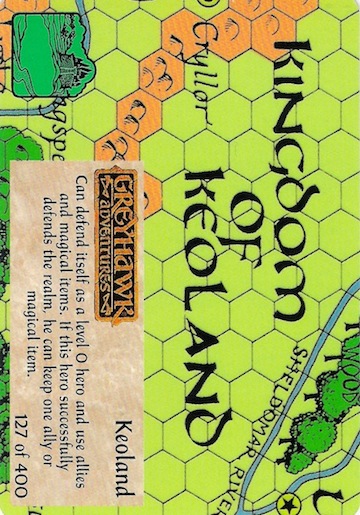 KINGDOM
OF
KEOLAND
Gryllor
SHELDOMAR RIVER
WOOD
GREYHAWK
ADVENTURES
Keoland
Can defend itself as a level 0 hero and use allies
and magical items. If this hero successfully
defends the realm, he can keep one ally or
magical item.
127 of 400